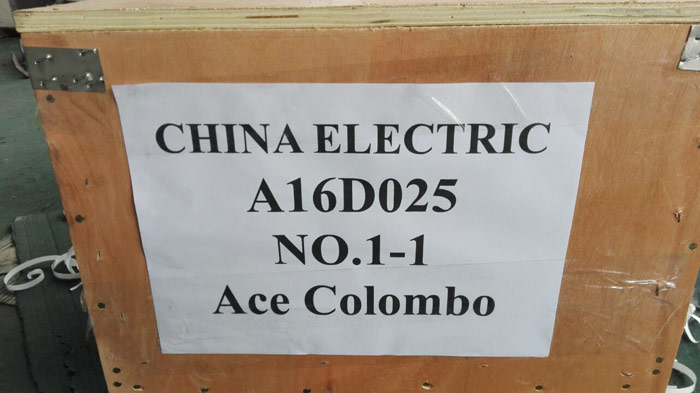 CHINA ELECTRIC
A16D025
NO.1-1
Ace Colombo